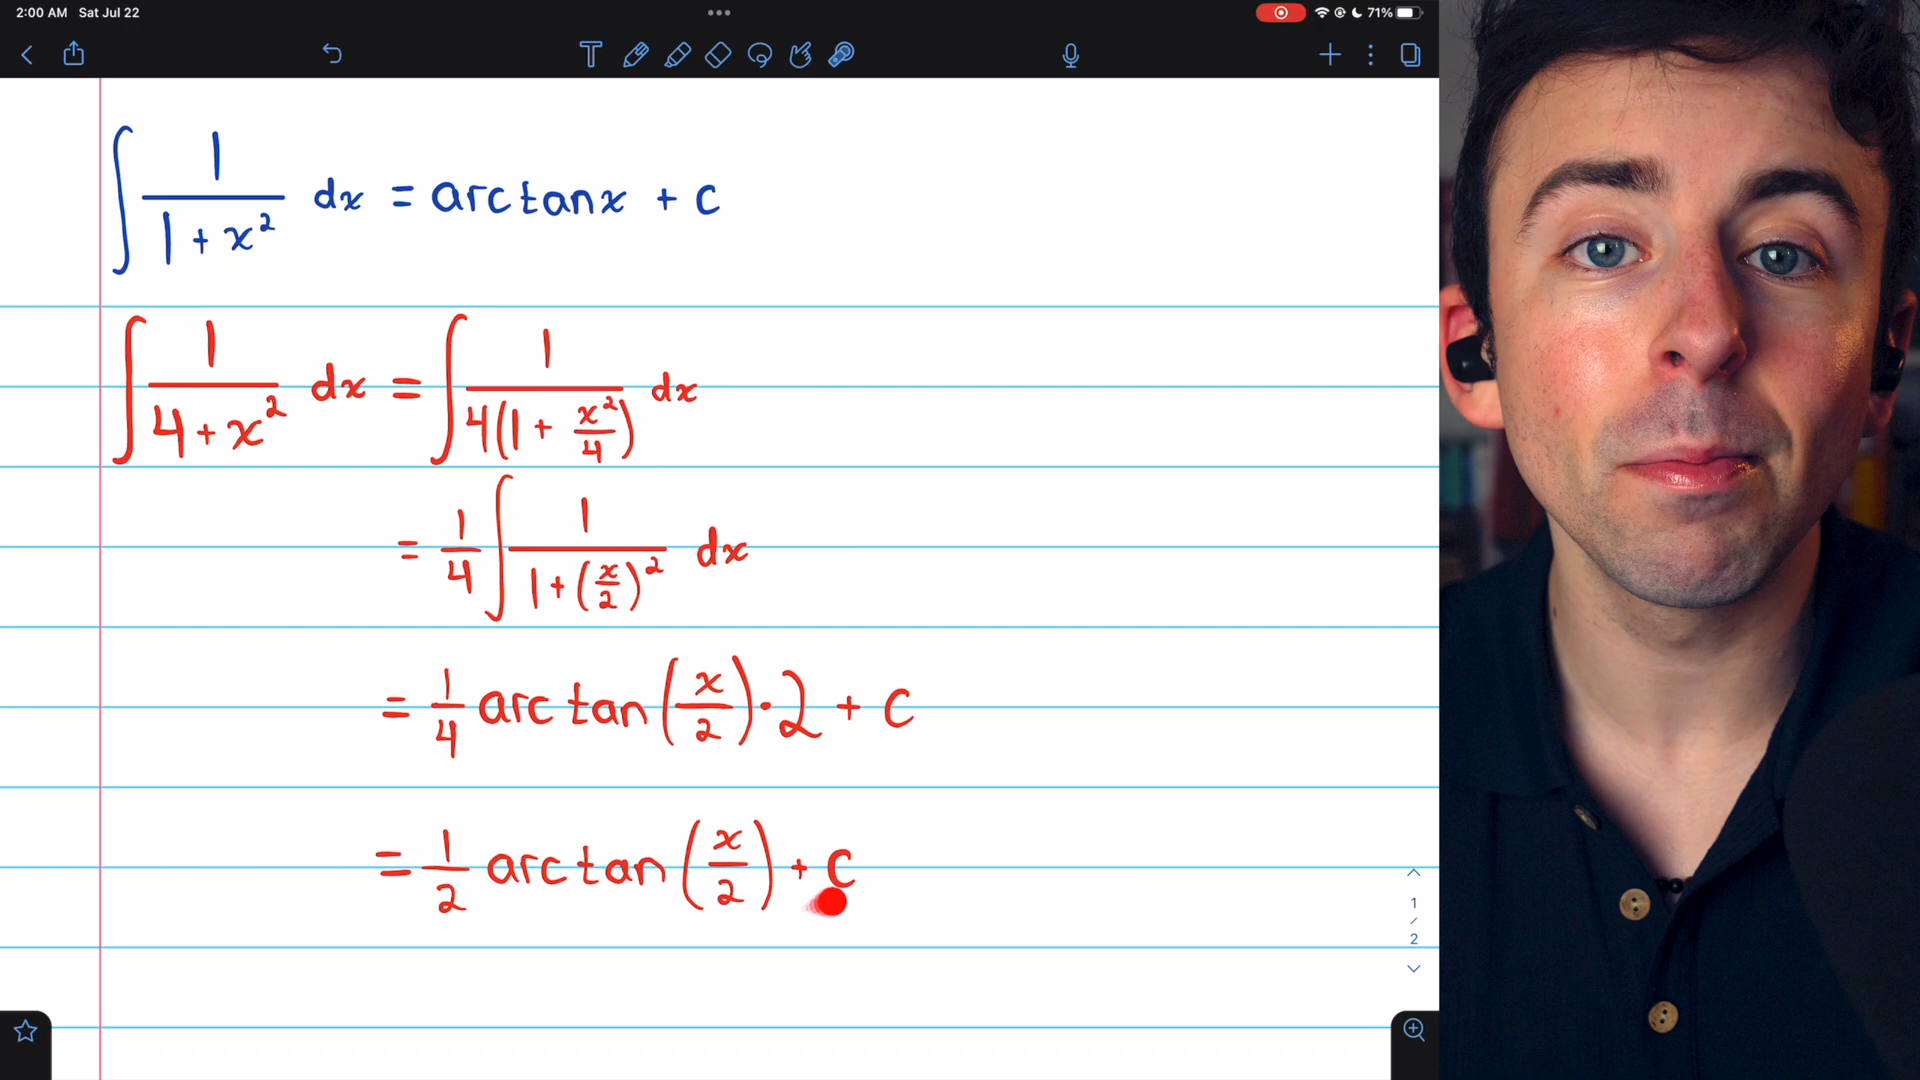 2:00 AM Sat Jul 22
71%
∫ 1/(1 + x²) dx = arctanx + c
∫ 1/(4 + x²) dx = ∫ 1/(4(1 + x²/4)) dx
= 1/4 ∫ 1/(1 + (x/2)²) dx
= 1/4 arctan(x/2) · 2 + c
= 1/2 arctan(x/2) + c
1
/
2